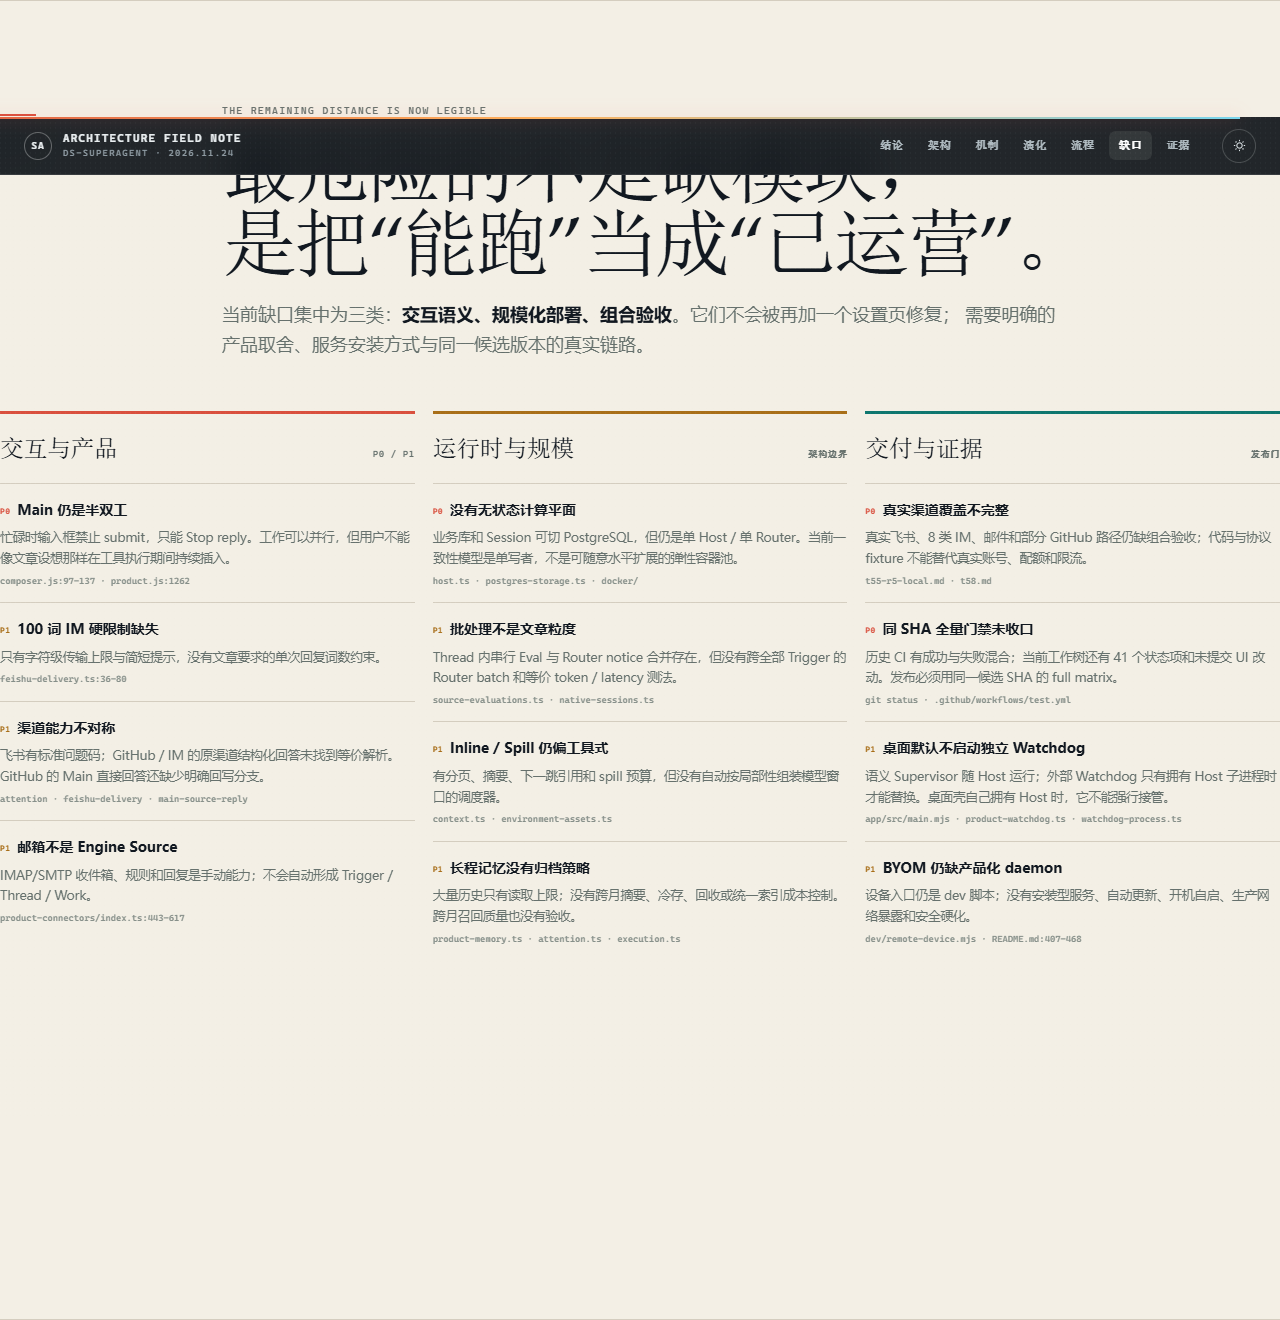 THE REMAINING DISTANCE IS NOW LEGIBLE
SA
ARCHITECTURE FIELD NOTE
DS-SUPERAGENT · 2026.11.24
结论
架构
机制
演化
流程
缺口
证据
最危险的不是缺模块，
是把“能跑”当成“已运营”。
当前缺口集中为三类：交互语义、规模化部署、组合验收。它们不会被再加一个设置页修复； 需要明确的
产品取舍、服务安装方式与同一候选版本的真实链路。
交互与产品
P0 / P1
P0 Main 仍是半双工
忙碌时输入框禁止 submit，只能 Stop reply。工作可以并行，但用户不能
像文章设想那样在工具执行期间持续插入。
composer.js:97-137 · product.js:1262
P1 100 词 IM 硬限制缺失
只有字符级传输上限与简短提示，没有文章要求的单次回复词数约束。
feishu-delivery.ts:36-80
P1 渠道能力不对称
飞书有标准问题码；GitHub / IM 的原渠道结构化回答未找到等价解析。
GitHub 的 Main 直接回答还缺少明确回写分支。
attention · feishu-delivery · main-source-reply
P1 邮箱不是 Engine Source
IMAP/SMTP 收件箱、规则和回复是手动能力；不会自动形成 Trigger /
Thread / Work。
product-connectors/index.ts:443-617
运行时与规模
架构边界
P0 没有无状态计算平面
业务库和 Session 可切 PostgreSQL，但仍是单 Host / 单 Router。当前一
致性模型是单写者，不是可随意水平扩展的弹性容器池。
host.ts · postgres-storage.ts · docker/
P1 批处理不是文章粒度
Thread 内串行 Eval 与 Router notice 合并存在，但没有跨全部 Trigger 的
Router batch 和等价 token / latency 测法。
source-evaluations.ts · native-sessions.ts
P1 Inline / Spill 仍偏工具式
有分页、摘要、下一跳引用和 spill 预算，但没有自动按局部性组装模型窗
口的调度器。
context.ts · environment-assets.ts
P1 长程记忆没有归档策略
大量历史只有读取上限；没有跨月摘要、冷存、回收或统一索引成本控制。
跨月召回质量也没有验收。
product-memory.ts · attention.ts · execution.ts
交付与证据
发布门
P0 真实渠道覆盖不完整
真实飞书、8 类 IM、邮件和部分 GitHub 路径仍缺组合验收；代码与协议
fixture 不能替代真实账号、配额和限流。
t55-r5-local.md · t58.md
P0 同 SHA 全量门禁未收口
历史 CI 有成功与失败混合；当前工作树还有 41 个状态项和未提交 UI 改
动。发布必须用同一候选 SHA 的 full matrix。
git status · .github/workflows/test.yml
P1 桌面默认不启动独立 Watchdog
语义 Supervisor 随 Host 运行；外部 Watchdog 只有拥有 Host 子进程时
才能替换。桌面壳自己拥有 Host 时，它不能强行接管。
app/src/main.mjs · product-watchdog.ts · watchdog-process.ts
P1 BYOM 仍缺产品化 daemon
设备入口仍是 dev 脚本；没有安装型服务、自动更新、开机自启、生产网
络暴露和安全硬化。
dev/remote-device.mjs · README.md:407-468